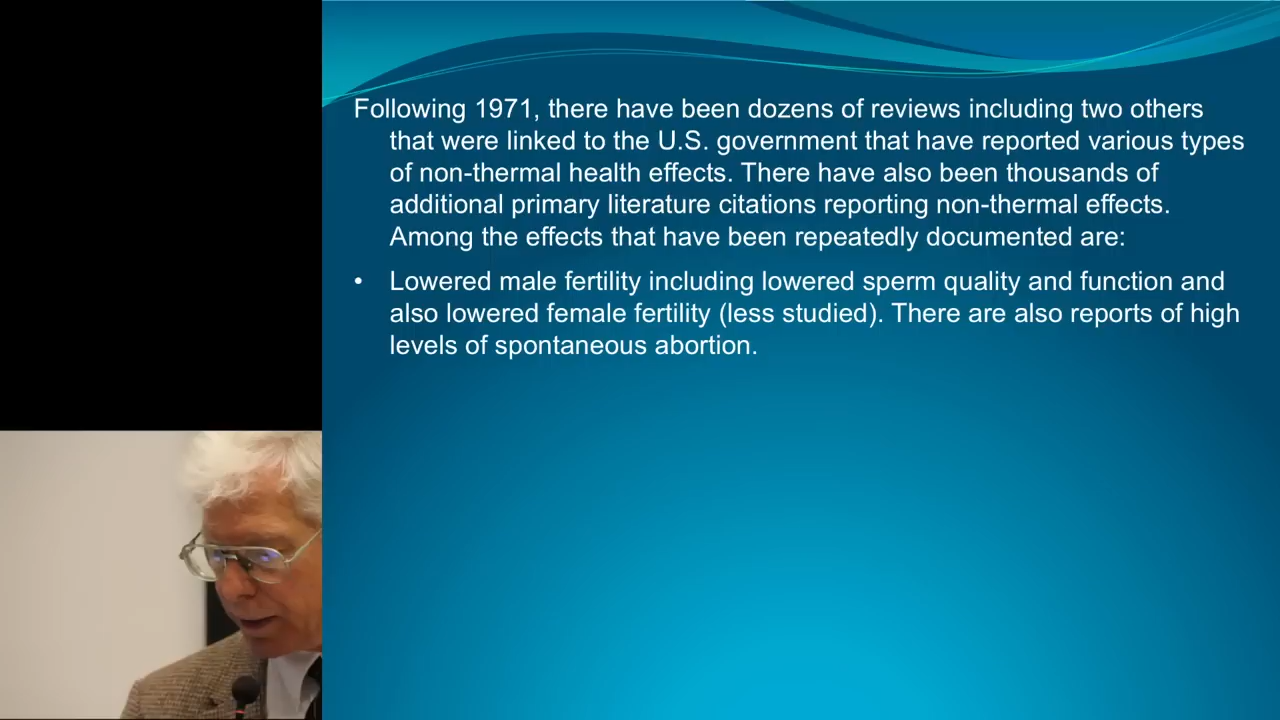 Following 1971, there have been dozens of reviews including two others
that were linked to the U.S. government that have reported various types
of non-thermal health effects. There have also been thousands of
additional primary literature citations reporting non-thermal effects.
Among the effects that have been repeatedly documented are:
• Lowered male fertility including lowered sperm quality and function and
also lowered female fertility (less studied). There are also reports of high
levels of spontaneous abortion.